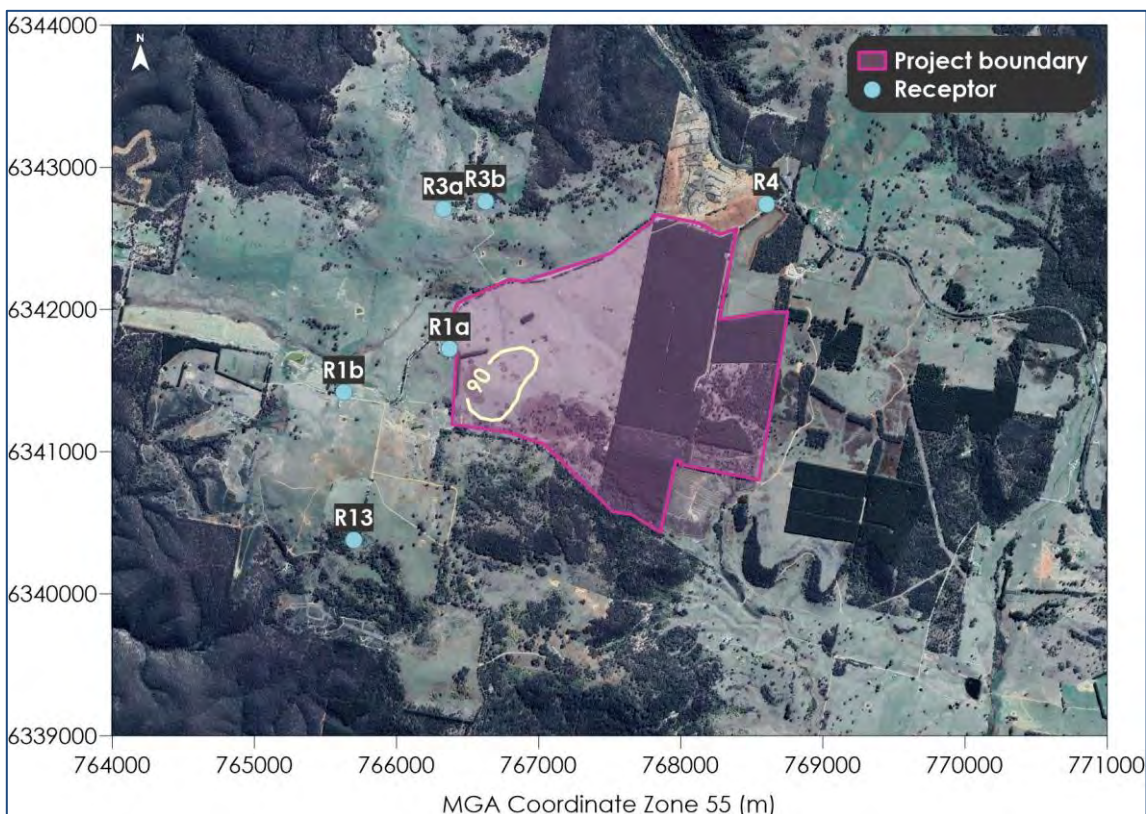 6344000
N
Project boundary
Receptor
6343000
R3a
R3b
R4
6342000
R1a
R1b
90
6341000
R13
6340000
6339000
764000 765000 766000 767000 768000 769000 770000 771000
MGA Coordinate Zone 55 (m)